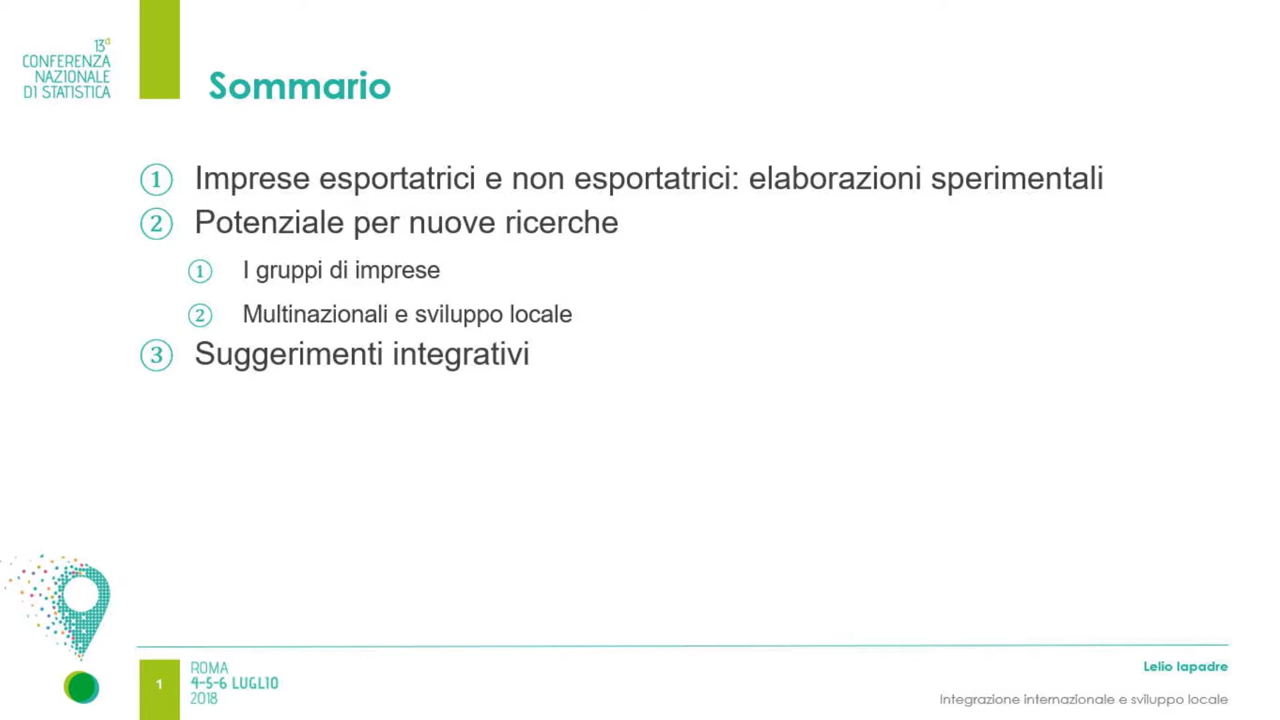 13ª
CONFERENZA
NAZIONALE
DI STATISTICA
Sommario
① Imprese esportatrici e non esportatrici: elaborazioni sperimentali
② Potenziale per nuove ricerche
① I gruppi di imprese
② Multinazionali e sviluppo locale
③ Suggerimenti integrativi
1
ROMA
4-5-6 LUGLIO
2018
Lelio Iapadre
Integrazione internazionale e sviluppo locale